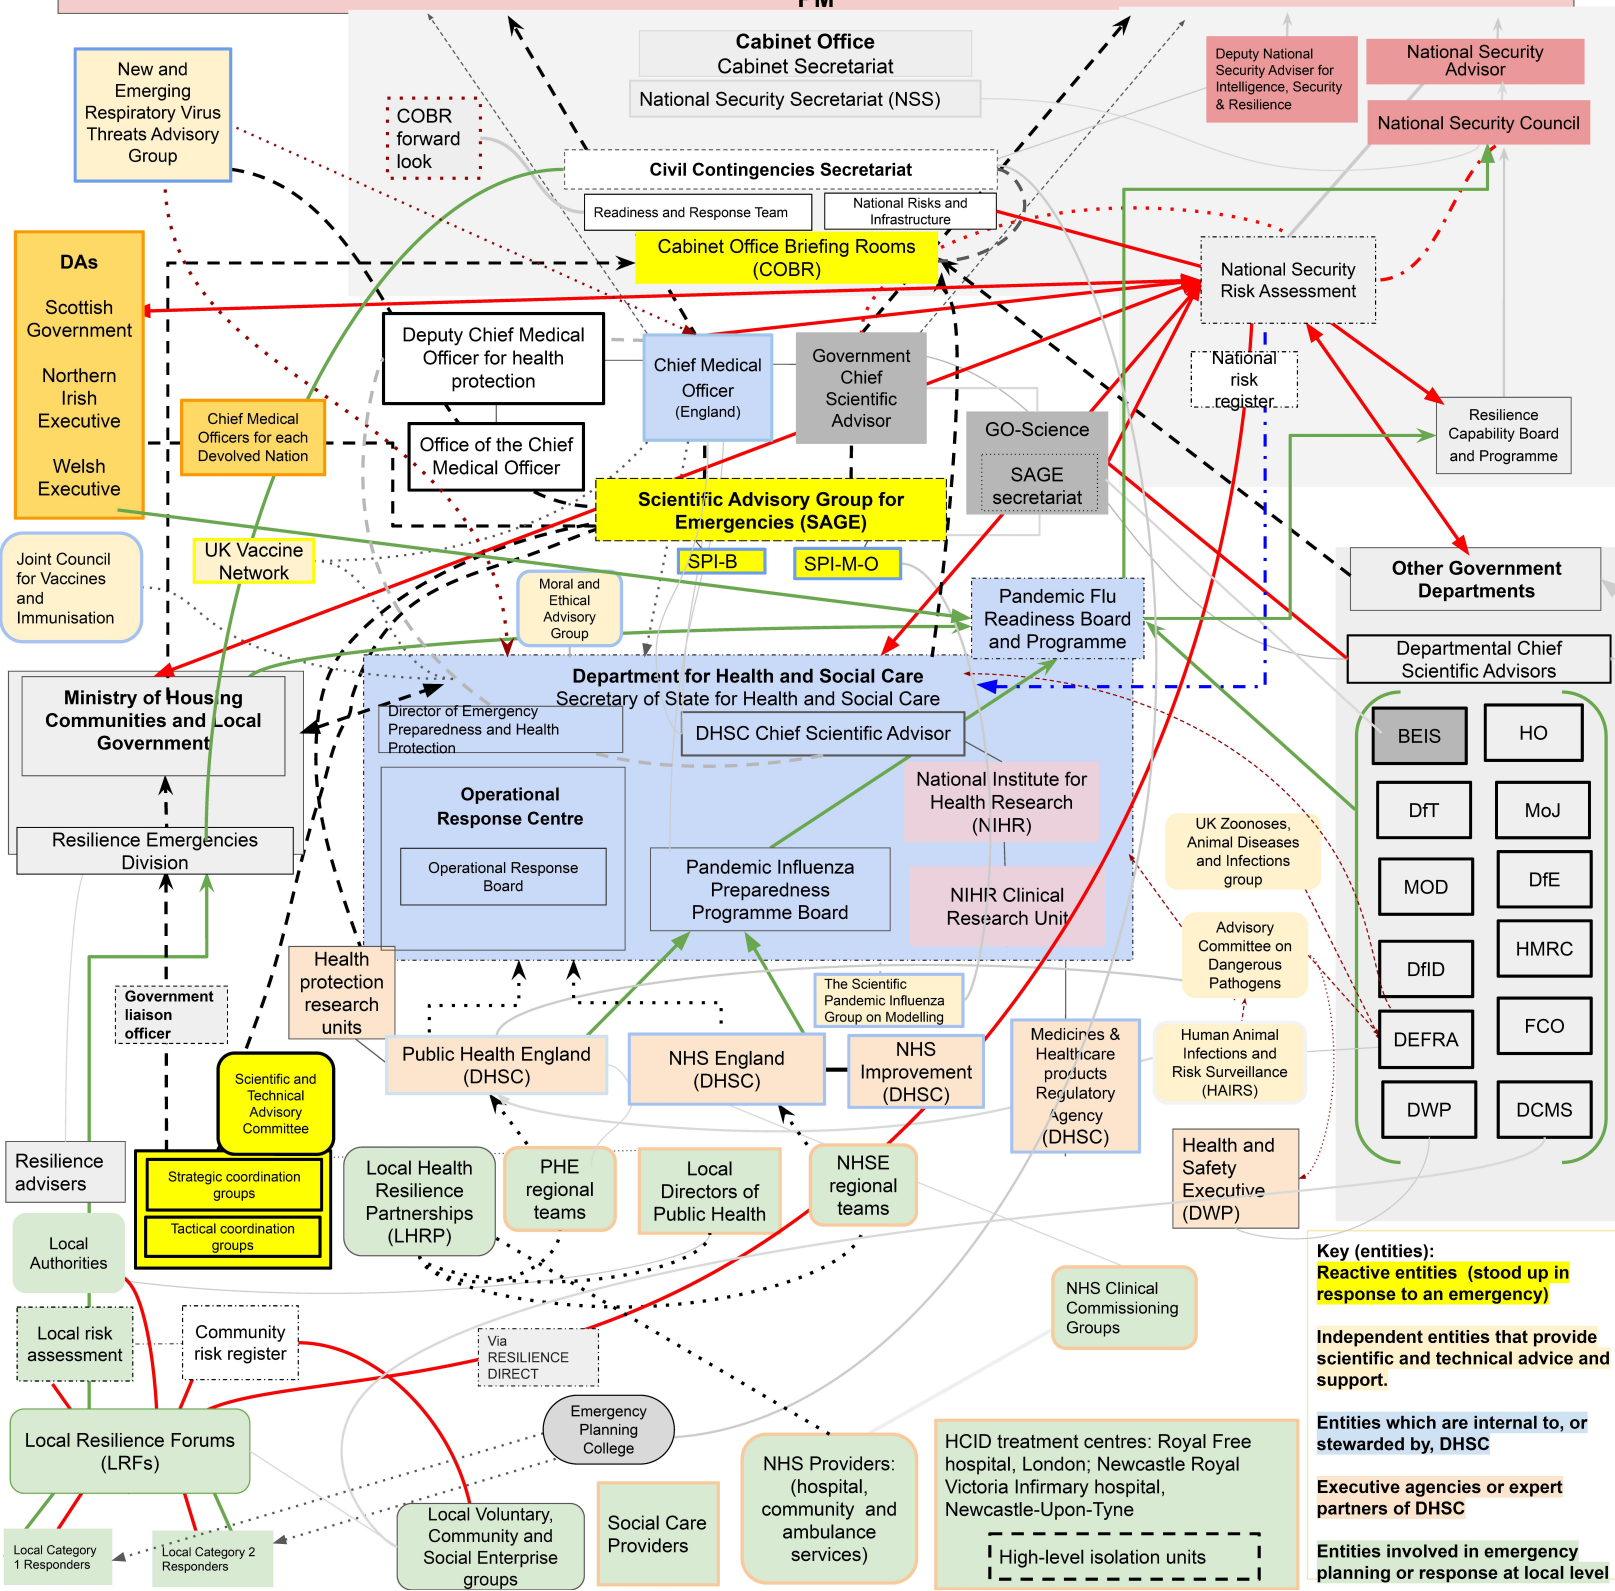 PM
Cabinet Office
Cabinet Secretariat
National Security Secretariat (NSS)
Deputy National
Security Adviser for
Intelligence, Security
& Resilience
National Security
Advisor
National Security Council
New and
Emerging
Respiratory Virus
Threats Advisory
Group
COBR
forward
look
Civil Contingencies Secretariat
Readiness and Response Team
National Risks and
Infrastructure
Cabinet Office Briefing Rooms
(COBR)
National Security
Risk Assessment
DAs
Scottish
Government
Northern
Irish
Executive
Welsh
Executive
Deputy Chief Medical
Officer for health
protection
Chief Medical
Officer
(England)
Government
Chief
Scientific
Advisor
National
risk
register
Chief Medical
Officers for each
Devolved Nation
Office of the Chief
Medical Officer
GO-Science
SAGE
secretariat
Resilience
Capability Board
and Programme
Scientific Advisory Group for
Emergencies (SAGE)
SPI-B
SPI-M-O
Joint Council
for Vaccines
and
Immunisation
UK Vaccine
Network
Moral and
Ethical
Advisory
Group
Pandemic Flu
Readiness Board
and Programme
Other Government
Departments
Departmental Chief
Scientific Advisors
Ministry of Housing
Communities and Local
Government
Department for Health and Social Care
Secretary of State for Health and Social Care
Director of Emergency
Preparedness and Health
Protection
DHSC Chief Scientific Advisor
BEIS
HO
DfT
MoJ
MOD
DfE
DfID
HMRC
DEFRA
FCO
DWP
DCMS
Operational
Response Centre
Operational Response
Board
National Institute for
Health Research
(NIHR)
NIHR Clinical
Research Unit
Pandemic Influenza
Preparedness
Programme Board
Resilience Emergencies
Division
UK Zoonoses,
Animal Diseases
and Infections
group
Advisory
Committee on
Dangerous
Pathogens
Human Animal
Infections and
Risk Surveillance
(HAIRS)
Health
protection
research
units
Government
liaison
officer
The Scientific
Pandemic Influenza
Group on Modelling
Public Health England
(DHSC)
NHS England
(DHSC)
NHS
Improvement
(DHSC)
Medicines &
Healthcare
products
Regulatory
Agency
(DHSC)
Scientific and
Technical
Advisory
Committee
Strategic coordination
groups
Tactical coordination
groups
Resilience
advisers
Local Health
Resilience
Partnerships
(LHRP)
PHE
regional
teams
Local
Directors of
Public Health
NHSE
regional
teams
Health and
Safety
Executive
(DWP)
Local
Authorities
Local risk
assessment
Community
risk register
Via
RESILIENCE
DIRECT
NHS Clinical
Commissioning
Groups
Local Resilience Forums
(LRFs)
Emergency
Planning
College
Local Category
1 Responders
Local Category 2
Responders
Local Voluntary,
Community and
Social Enterprise
groups
Social Care
Providers
NHS Providers:
(hospital,
community and
ambulance
services)
HCID treatment centres: Royal Free
hospital, London; Newcastle Royal
Victoria Infirmary hospital,
Newcastle-Upon-Tyne
High-level isolation units
Key (entities):
Reactive entities (stood up in
response to an emergency)
Independent entities that provide
scientific and technical advice and
support.
Entities which are internal to, or
stewarded by, DHSC
Executive agencies or expert
partners of DHSC
Entities involved in emergency
planning or response at local level